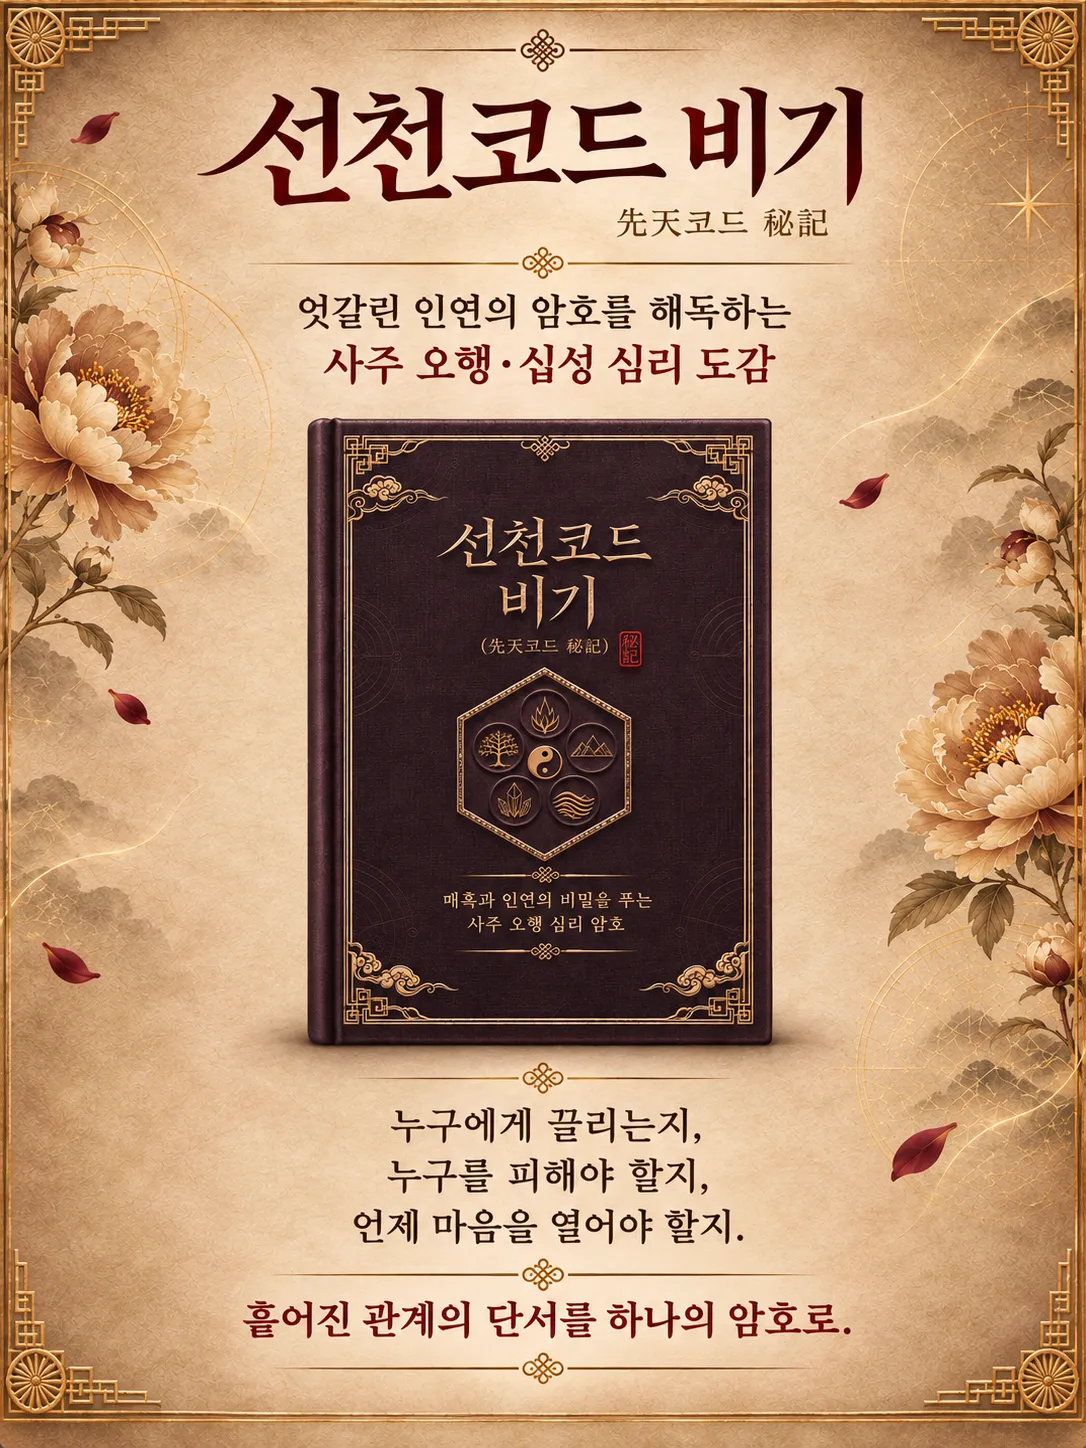 선천코드 비기
先天코드 秘記
엇갈린 인연의 암호를 해독하는
사주 오행·십성 심리 도감
선천코드
비기
(先天코드 秘記)
秘記
매혹과 인연의 비밀을 푸는
사주 오행 심리 암호
누구에게 끌리는지,
누구를 피해야 할지,
언제 마음을 열어야 할지.
흩어진 관계의 단서를 하나의 암호로.